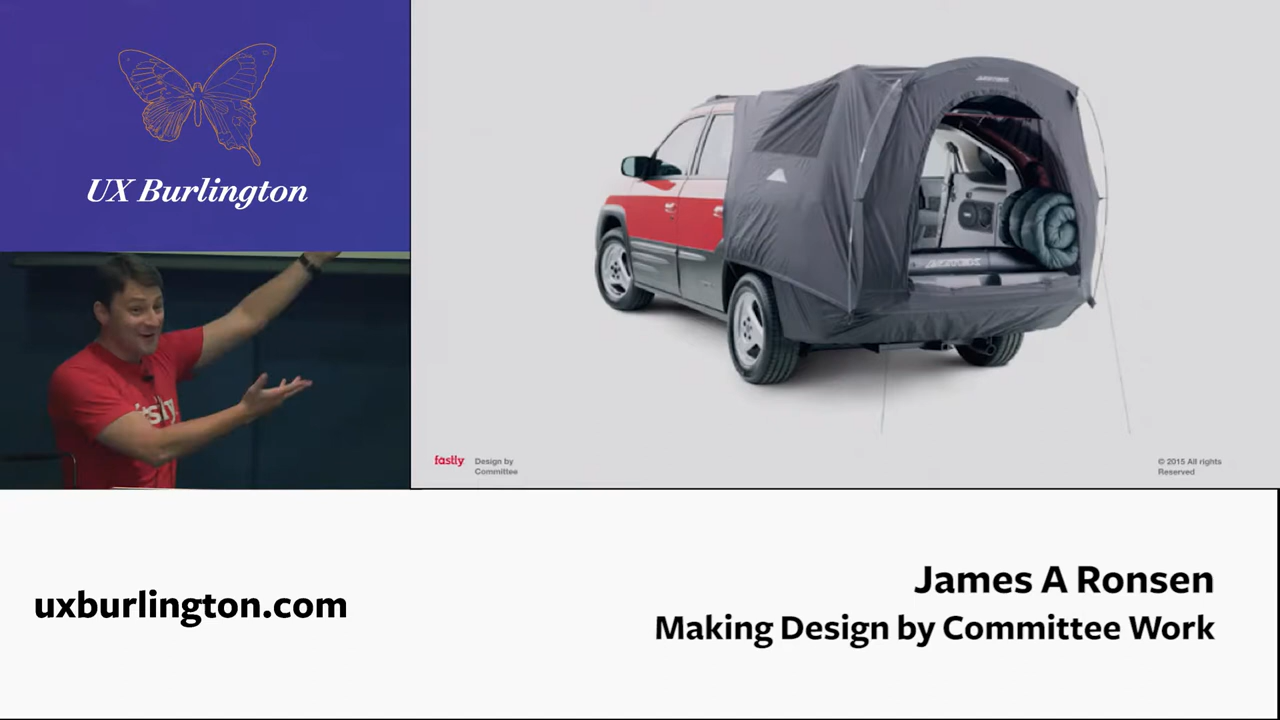 UX Burlington
AZTEK
fastly
Design by
Committee
© 2015 All rights
Reserved
uxburlington.com
James A Ronsen
Making Design by Committee Work